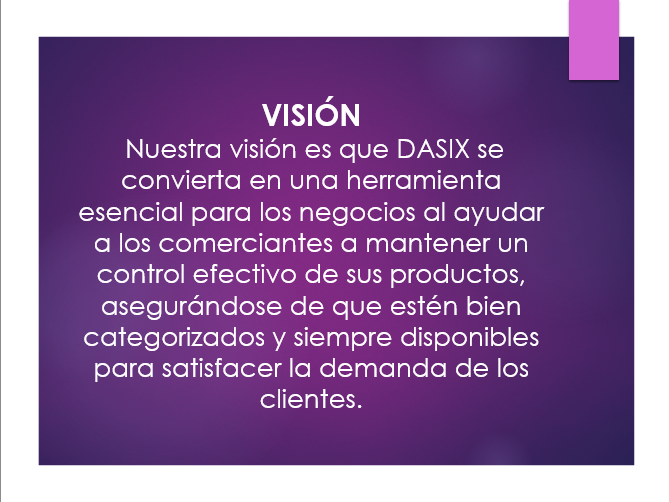 VISIÓN
Nuestra visión es que DASIX se
convierta en una herramienta
esencial para los negocios al ayudar
a los comerciantes a mantener un
control efectivo de sus productos,
asegurándose de que estén bien
categorizados y siempre disponibles
para satisfacer la demanda de los
clientes.